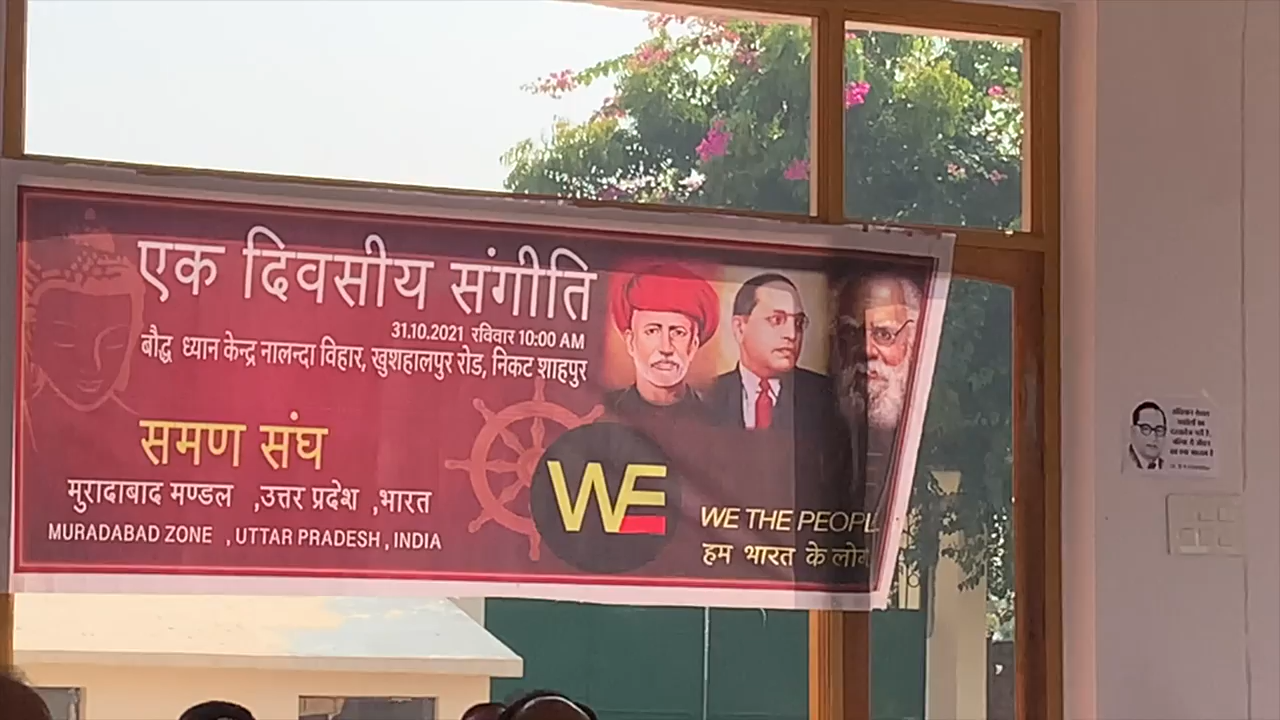 एक दिवसीय संगीति
31.10.2021 रविवार 10:00 AM
बौद्ध ध्यान केन्द्र नालन्दा विहार, खुशहालपुर रोड, निकट शाहपुर
समण संघ
मुरादाबाद मण्डल ,उत्तर प्रदेश ,भारत
MURADABAD ZONE , UTTAR PRADESH , INDIA
WE
WE THE PEOPL
हम भारत के लोग